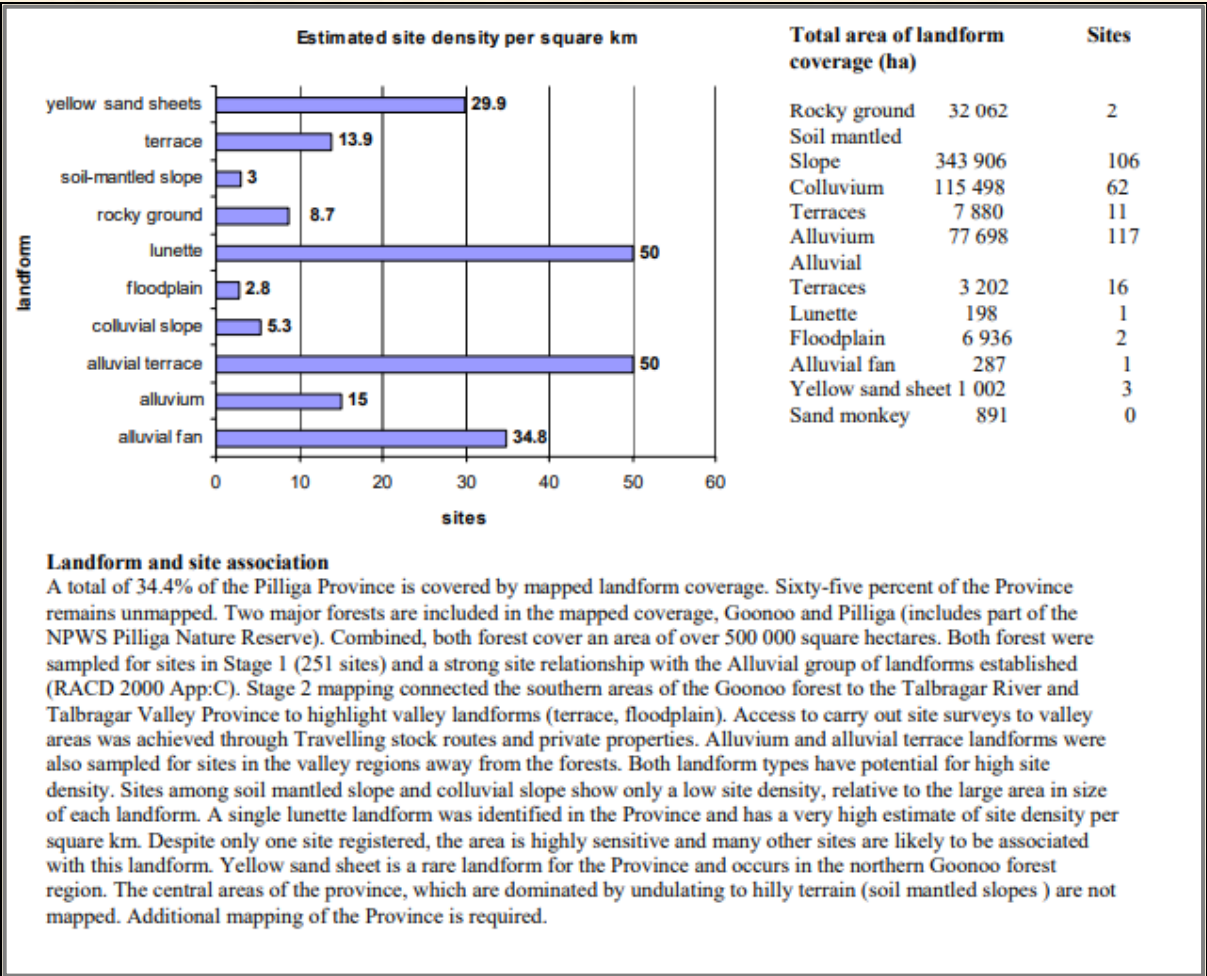 Estimated site density per square km
landform
yellow sand sheets 29.9
terrace 13.9
soil-mantled slope 3
rocky ground 8.7
lunette 50
floodplain 2.8
colluvial slope 5.3
alluvial terrace 50
alluvium 15
alluvial fan 34.8
0 10 20 30 40 50 60
sites
Total area of landform Sites
coverage (ha)
Rocky ground 32 062 2
Soil mantled
Slope 343 906 106
Colluvium 115 498 62
Terraces 7 880 11
Alluvium 77 698 117
Alluvial
Terraces 3 202 16
Lunette 198 1
Floodplain 6 936 2
Alluvial fan 287 1
Yellow sand sheet 1 002 3
Sand monkey 891 0
Landform and site association
A total of 34.4% of the Pilliga Province is covered by mapped landform coverage. Sixty-five percent of the Province
remains unmapped. Two major forests are included in the mapped coverage, Goonoo and Pilliga (includes part of the
NPWS Pilliga Nature Reserve). Combined, both forest cover an area of over 500 000 square hectares. Both forest were
sampled for sites in Stage 1 (251 sites) and a strong site relationship with the Alluvial group of landforms established
(RACD 2000 App:C). Stage 2 mapping connected the southern areas of the Goonoo forest to the Talbragar River and
Talbragar Valley Province to highlight valley landforms (terrace, floodplain). Access to carry out site surveys to valley
areas was achieved through Travelling stock routes and private properties. Alluvium and alluvial terrace landforms were
also sampled for sites in the valley regions away from the forests. Both landform types have potential for high site
density. Sites among soil mantled slope and colluvial slope show only a low site density, relative to the large area in size
of each landform. A single lunette landform was identified in the Province and has a very high estimate of site density per
square km. Despite only one site registered, the area is highly sensitive and many other sites are likely to be associated
with this landform. Yellow sand sheet is a rare landform for the Province and occurs in the northern Goonoo forest
region. The central areas of the province, which are dominated by undulating to hilly terrain (soil mantled slopes ) are not
mapped. Additional mapping of the Province is required.